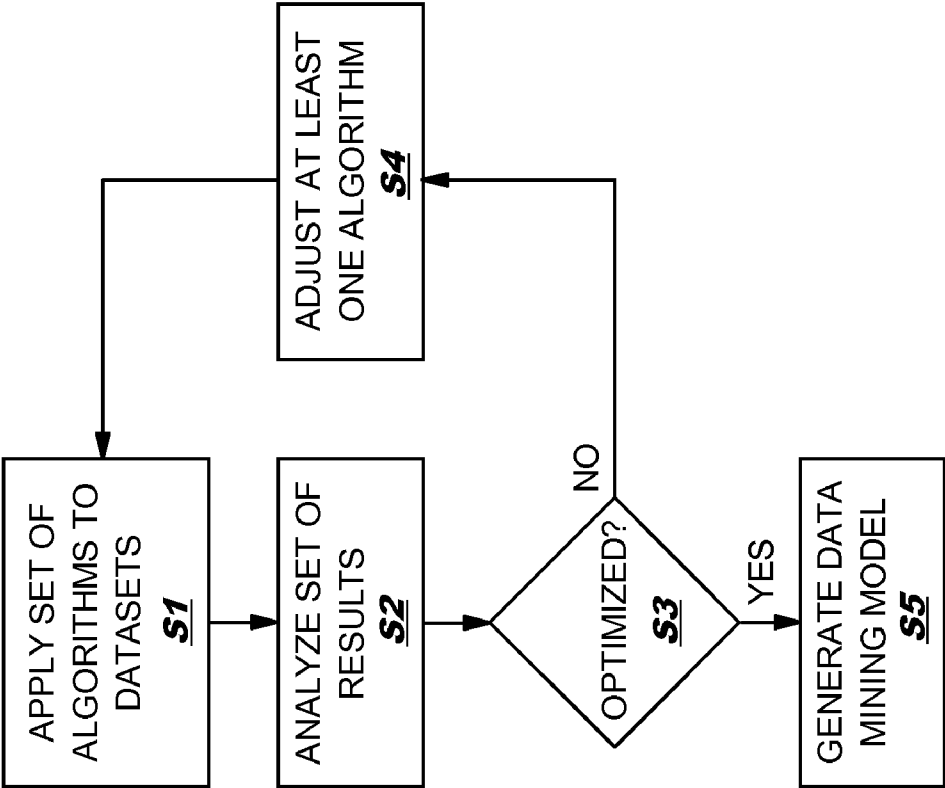 APPLY SET OF
ALGORITHMS TO
DATASETS
S1
ANALYZE SET OF
RESULTS
S2
OPTIMIZED?
S3
NO
ADJUST AT LEAST
ONE ALGORITHM
S4
YES
GENERATE DATA
MINING MODEL
S5